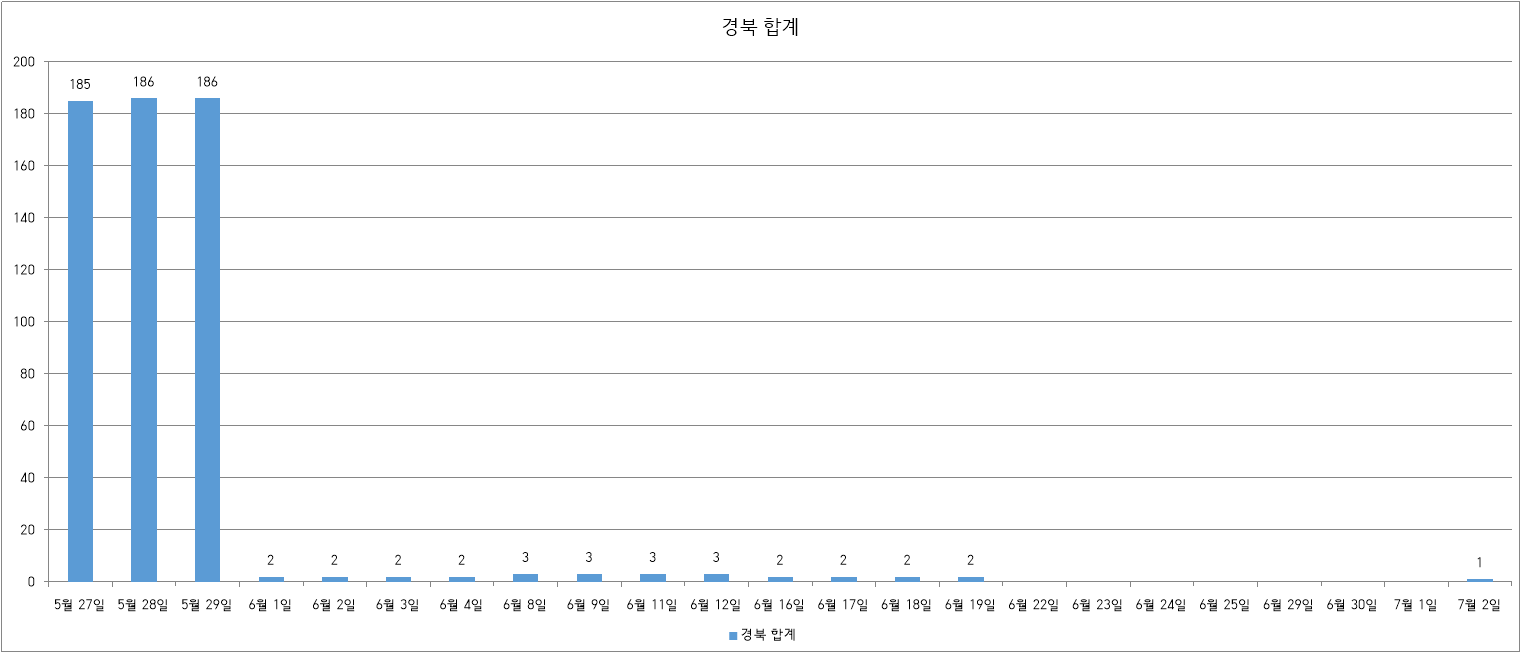 경북 합계
200
185
186
186
180
160
140
120
100
80
60
40
20
2
2
2
2
3
3
3
3
2
2
2
2
1
0
5월 27일
5월 28일
5월 29일
6월 1일
6월 2일
6월 3일
6월 4일
6월 8일
6월 9일
6월 11일
6월 12일
6월 16일
6월 17일
6월 18일
6월 19일
6월 22일
6월 23일
6월 24일
6월 25일
6월 29일
6월 30일
7월 1일
7월 2일
경북 합계